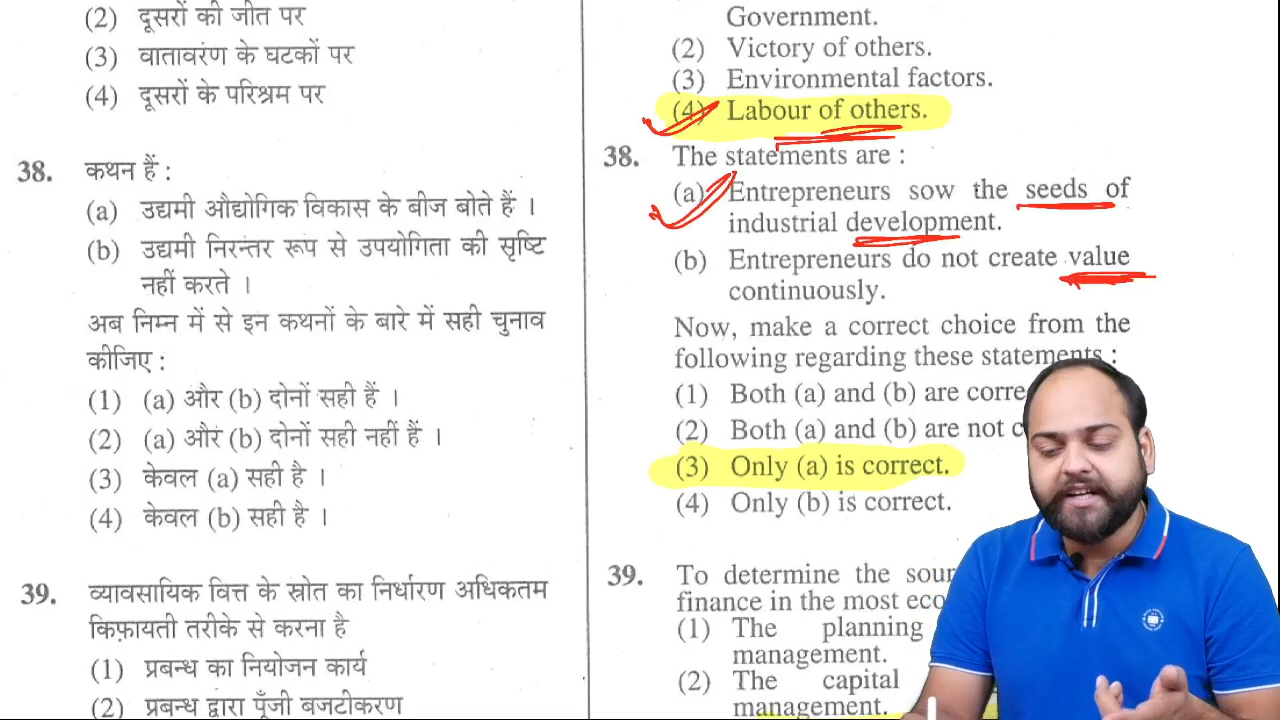 (2) दूसरों की जीत पर
(3) वातावरंण के घटकों पर
(4) दूसरों के परिश्रम पर
38. कथन हैं :
(a) उद्यमी औद्योगिक विकास के बीज बोते हैं ।
(b) उद्यमी निरन्तर रूप से उपयोगिता की सृष्टि
नहीं करते ।
अब निम्न में से इन कथनों के बारे में सही चुनाव
कीजिए :
(1) (a) और (b) दोनों सही हैं ।
(2) (a) और (b) दोनों सही नहीं हैं ।
(3) केवल (a) सही है ।
(4) केवल (b) सही है ।
39. व्यावसायिक वित्त के स्रोत का निर्धारण अधिकतम
किफ़ायती तरीके से करना है
(1) प्रबन्ध का नियोजन कार्य
(2) प्रबन्ध द्वारा पूँजी बजटीकरण
Government.
(2) Victory of others.
(3) Environmental factors.
(4) Labour of others.
38. The statements are :
(a) Entrepreneurs sow the seeds of
industrial development.
(b) Entrepreneurs do not create value
continuously.
Now, make a correct choice from the
following regarding these statements :
(1) Both (a) and (b) are corre
(2) Both (a) and (b) are not c
(3) Only (a) is correct.
(4) Only (b) is correct.
39. To determine the sour
finance in the most eco
(1) The planning
management.
(2) The capital
management.